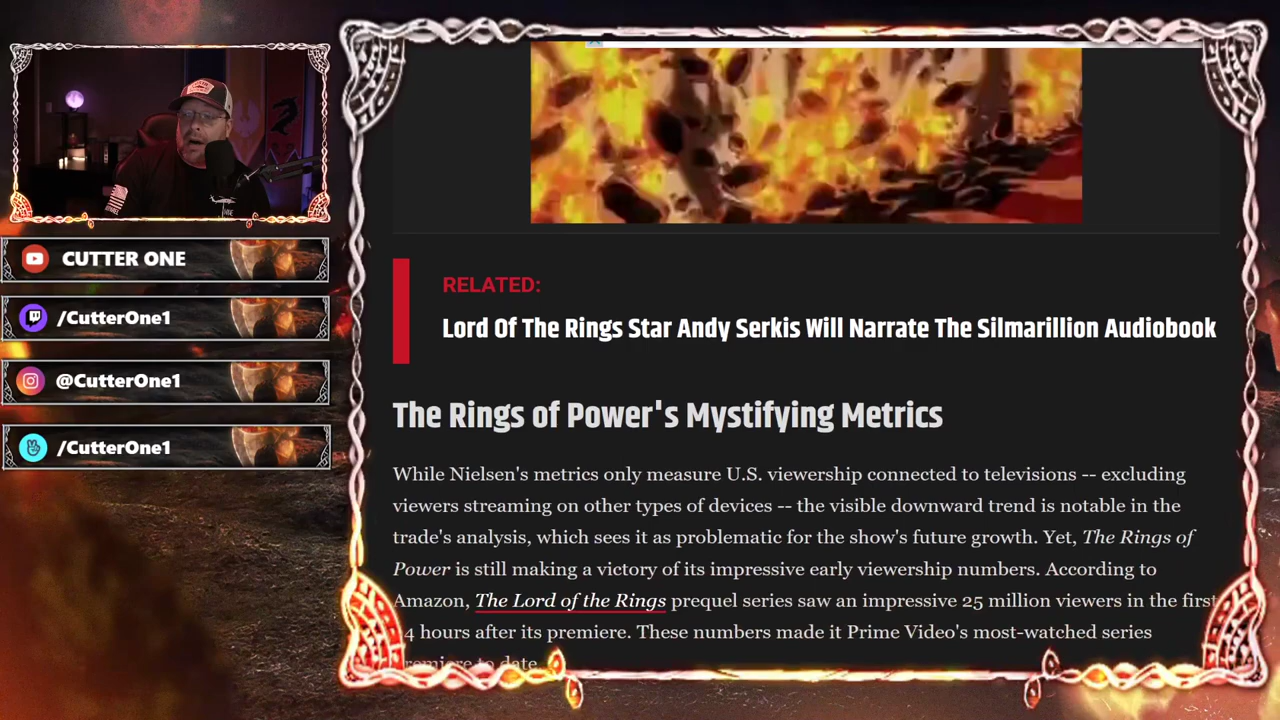 CUTTER ONE
/CutterOne1
@CutterOne1
/CutterOne1
RELATED:
Lord Of The Rings Star Andy Serkis Will Narrate The Silmarillion Audiobook
The Rings of Power's Mystifying Metrics
While Nielsen's metrics only measure U.S. viewership connected to televisions -- excluding
viewers streaming on other types of devices -- the visible downward trend is notable in the
trade's analysis, which sees it as problematic for the show's future growth. Yet, The Rings of
Power is still making a victory of its impressive early viewership numbers. According to
Amazon, The Lord of the Rings prequel series saw an impressive 25 million viewers in the first
4 hours after its premiere. These numbers made it Prime Video's most-watched series
premiere to date.